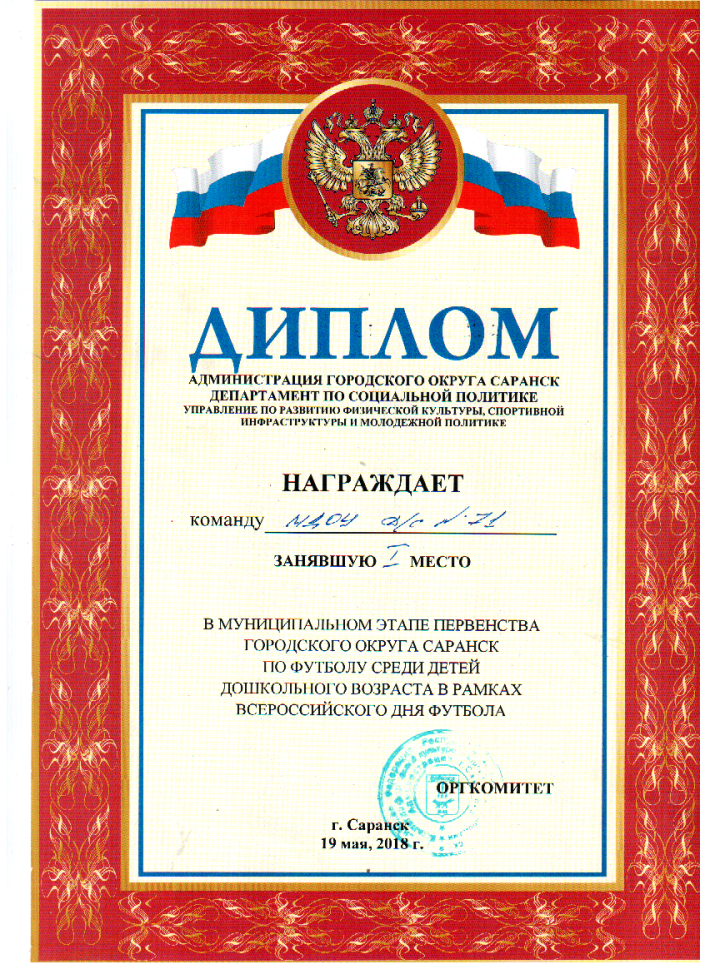 ДИПЛОМ
АДМИНИСТРАЦИЯ ГОРОДСКОГО ОКРУГА САРАНСК
ДЕПАРТАМЕНТ ПО СОЦИАЛЬНОЙ ПОЛИТИКЕ
УПРАВЛЕНИЕ ПО РАЗВИТИЮ ФИЗИЧЕСКОЙ КУЛЬТУРЫ, СПОРТИВНОЙ
ИНФРАСТРУКТУРЫ И МОЛОДЕЖНОЙ ПОЛИТИКЕ
НАГРАЖДАЕТ
команду МДОУ д/с № 71
ЗАНЯВШУЮ I МЕСТО
В МУНИЦИПАЛЬНОМ ЭТАПЕ ПЕРВЕНСТВА
ГОРОДСКОГО ОКРУГА САРАНСК
ПО ФУТБОЛУ СРЕДИ ДЕТЕЙ
ДОШКОЛЬНОГО ВОЗРАСТА В РАМКАХ
ВСЕРОССИЙСКОГО ДНЯ ФУТБОЛА
ОРГКОМИТЕТ
г. Саранск
19 мая, 2018 г.